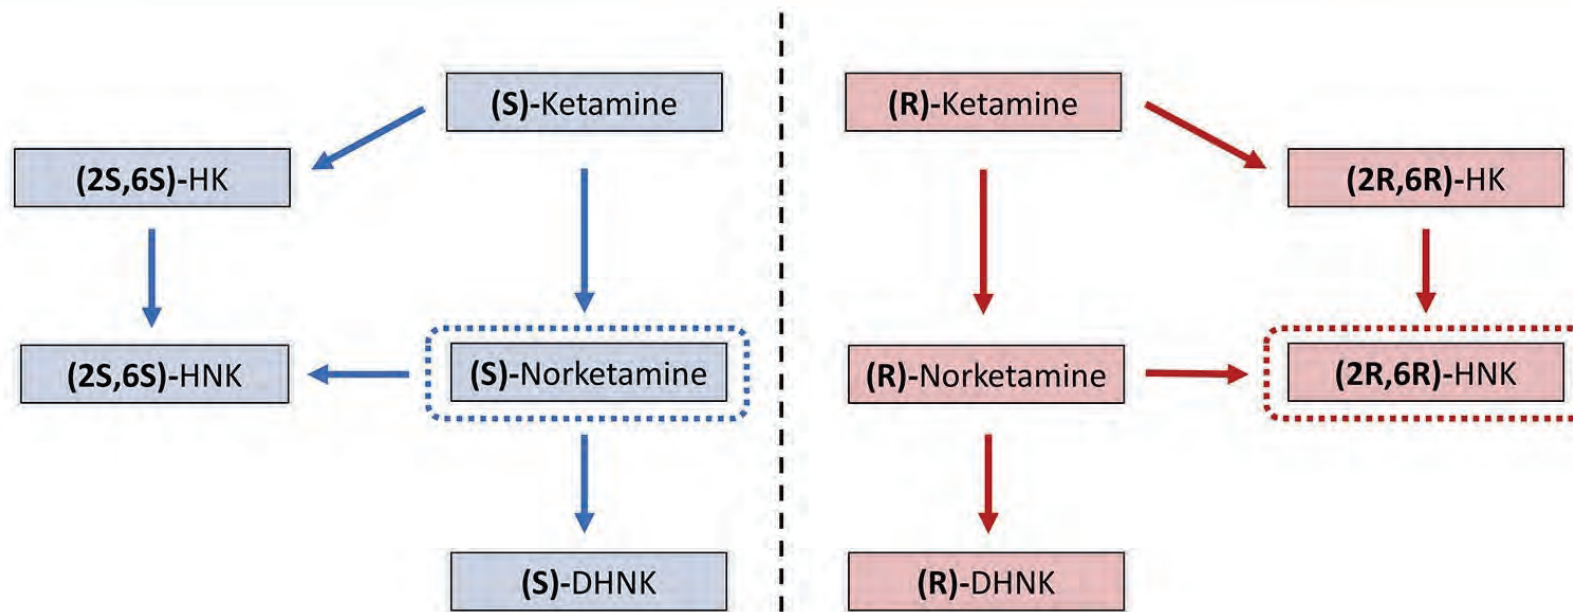 (S)-Ketamine
(R)-Ketamine
(2S,6S)-HK
(2R,6R)-HK
(2S,6S)-HNK
(S)-Norketamine
(R)-Norketamine
(2R,6R)-HNK
(S)-DHNK
(R)-DHNK